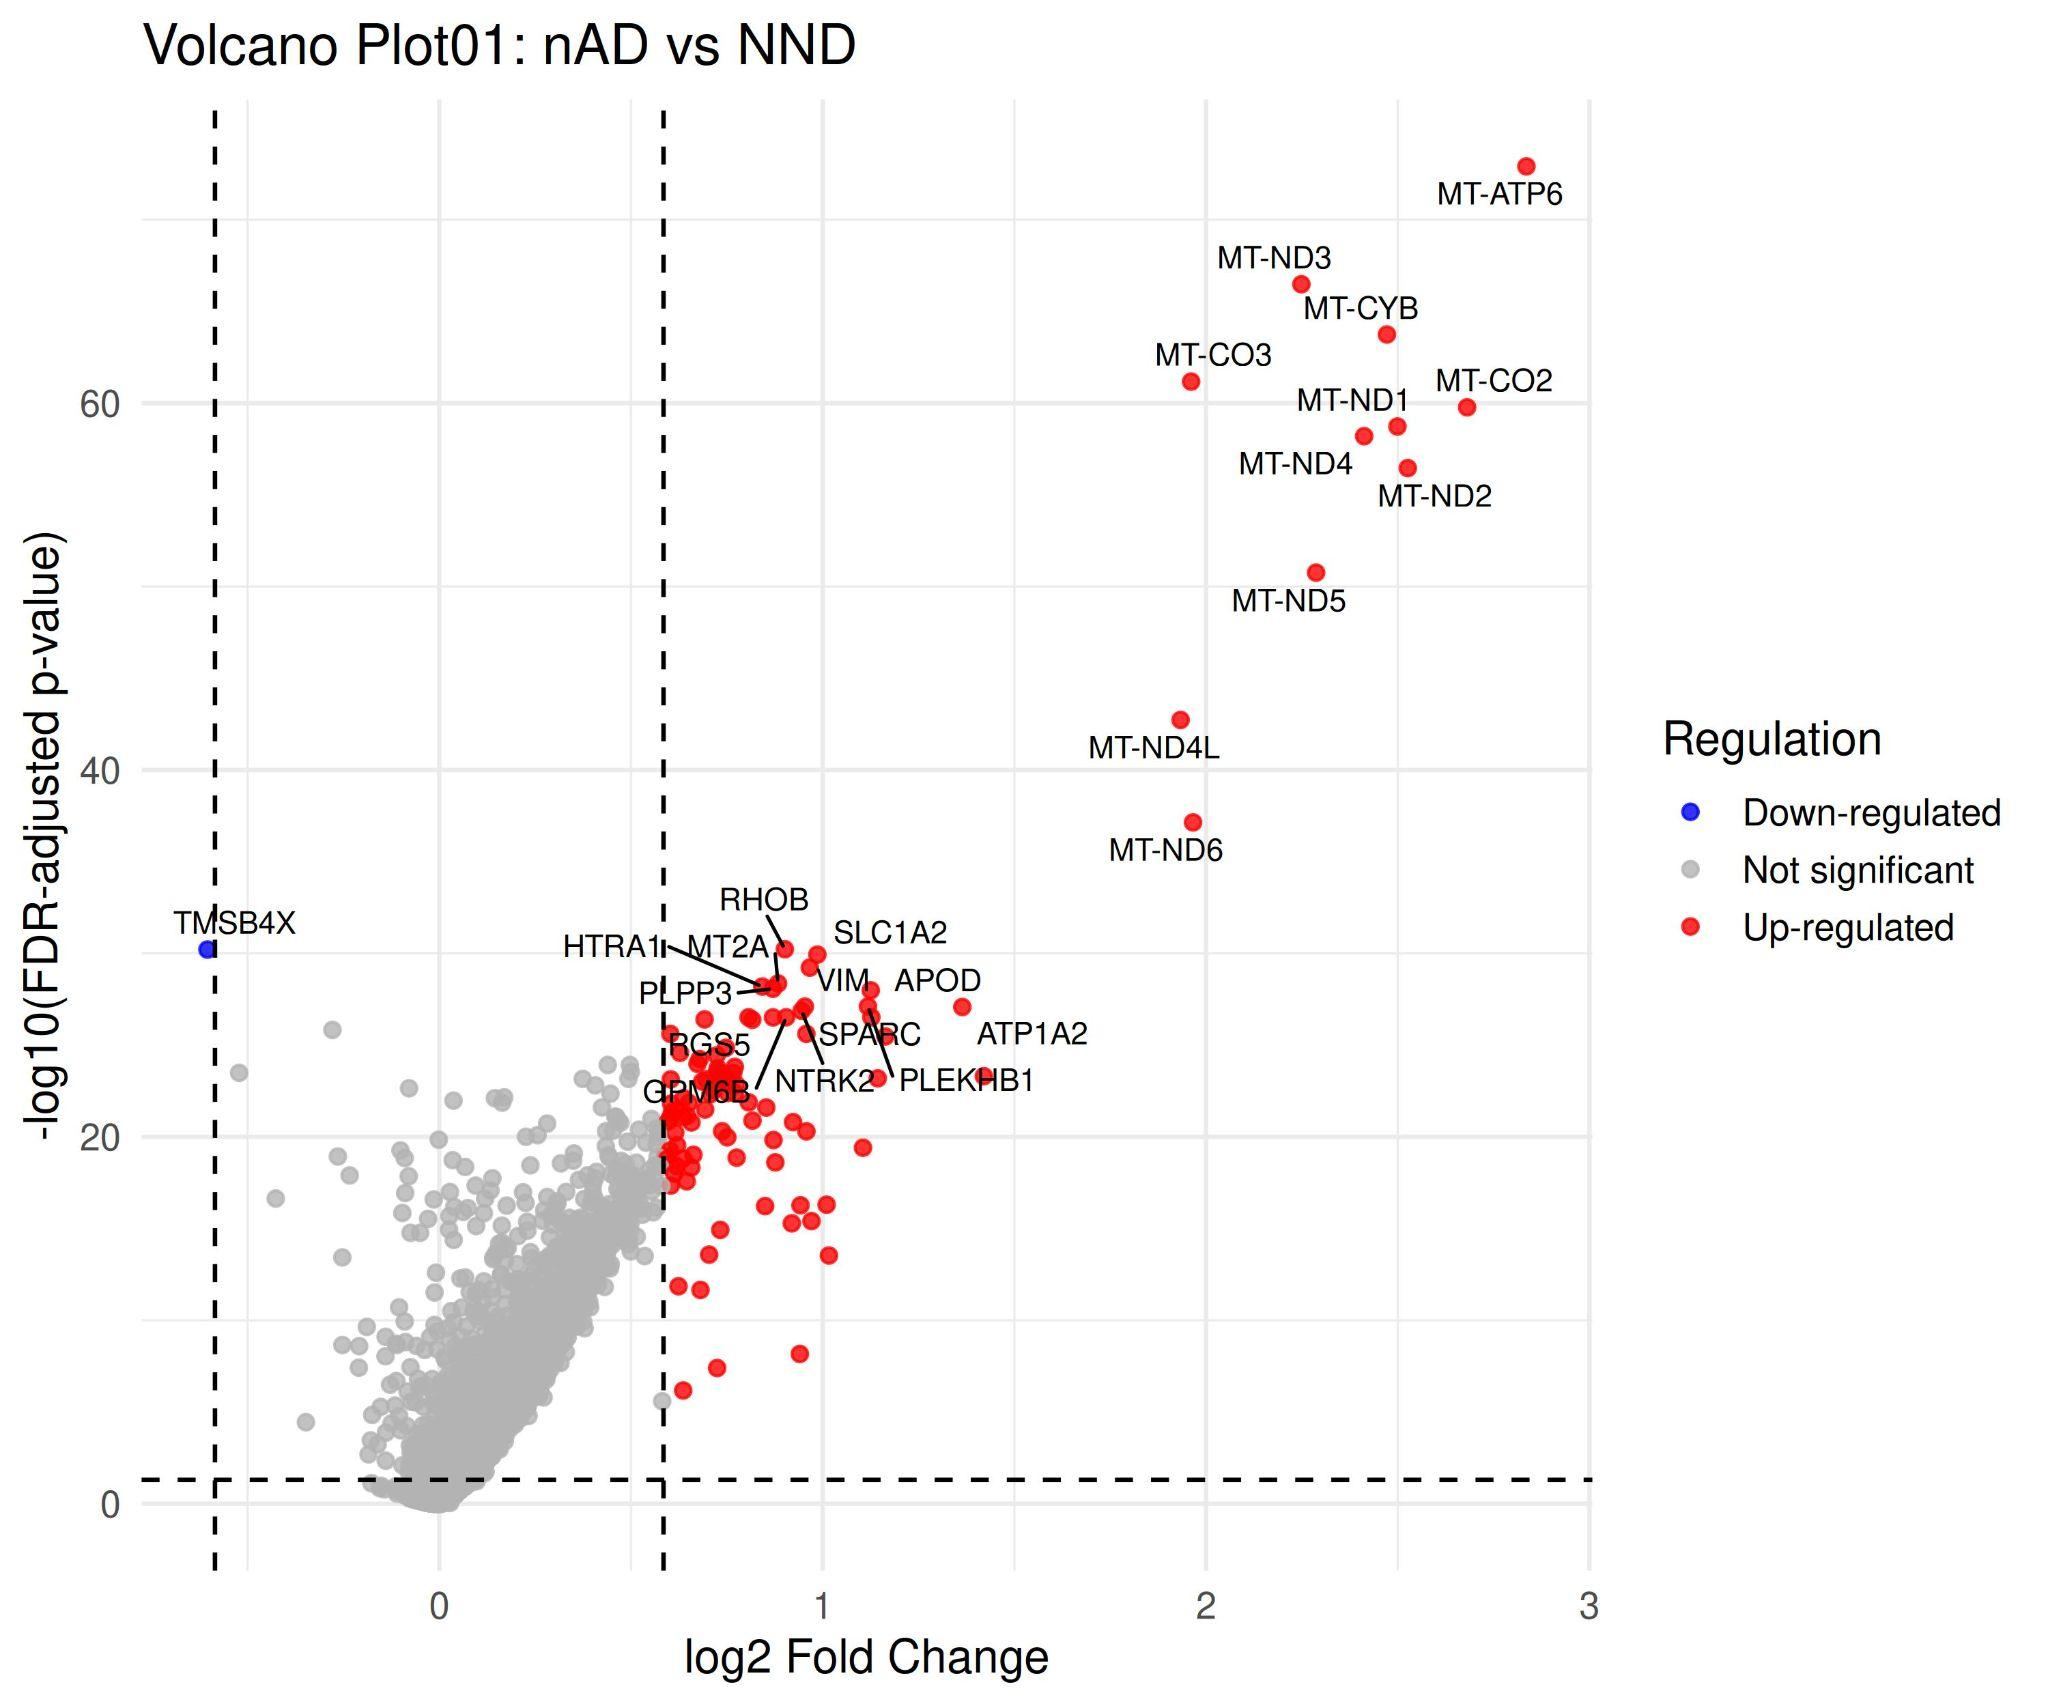 Volcano Plot01: nAD vs NND
-log10(FDR-adjusted p-value)
60
40
20
0
MT-ATP6
MT-ND3
MT-CYB
MT-CO3
MT-CO2
MT-ND1
MT-ND4
MT-ND2
MT-ND5
MT-ND4L
MT-ND6
RHOB
TMSB4X
SLC1A2
HTRA1
MT2A
VIM
APOD
PLPP3
SPARC
ATP1A2
RGS5
GPM6B
NTRK2
PLEKHB1
0
1
2
3
log2 Fold Change
Regulation
Down-regulated
Not significant
Up-regulated